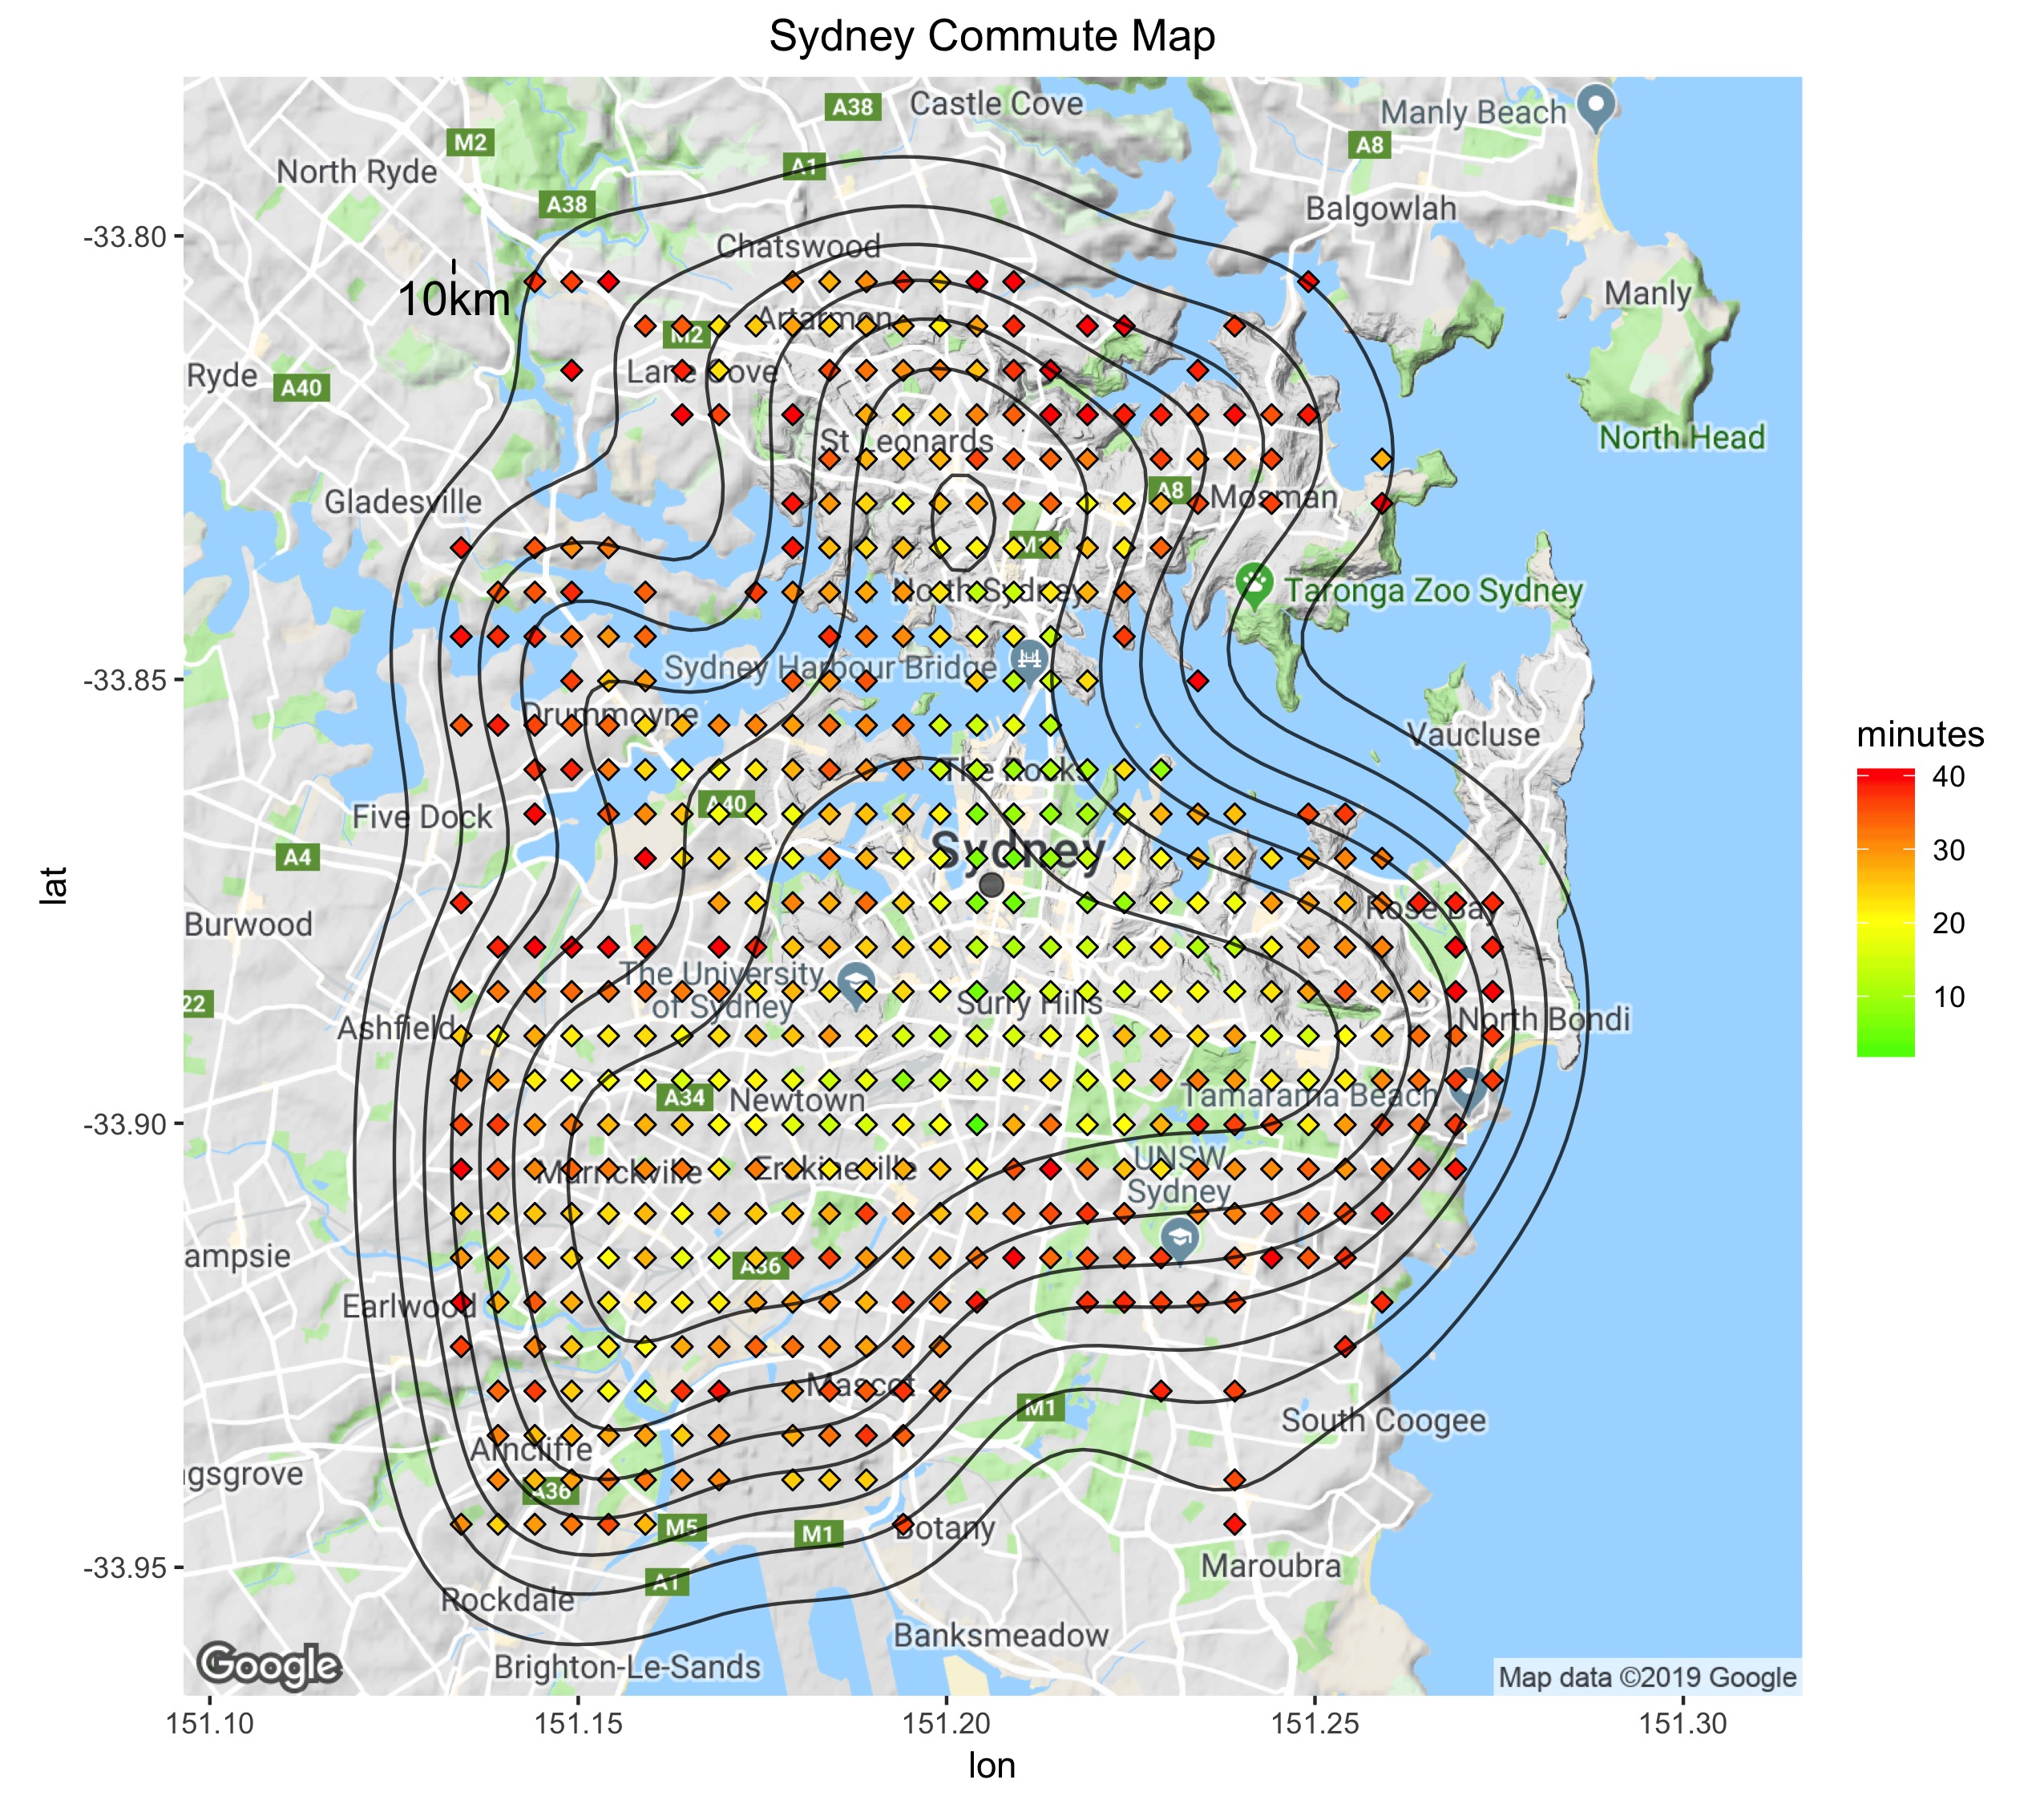 Sydney Commute Map
A38
Castle Cove
Manly Beach
M2
A8
North Ryde
A1
A38
Balgowlah
-33.80
Chatswood
10km
Manly
Artarmon
M2
Ryde
A40
Lane Cove
North Head
St Leonards
Gladesville
A8
Mosman
M1
North Sydney
Taronga Zoo Sydney
-33.85
Sydney Harbour Bridge
Drummoyne
Vaucluse
minutes
40
30
20
10
The Rocks
A40
Five Dock
A4
Sydney
lat
Burwood
Rose Bay
The University
of Sydney
22
Surry Hills
Ashfield
North Bondi
A34
Newtown
Tamarama Beach
-33.90
Marrickville
Erskineville
UNSW
Sydney
ampsie
A36
Earlwood
Mascot
M1
South Coogee
Arncliffe
gsgrove
A36
M5
M1
Botany
-33.95
A1
Maroubra
Rockdale
Banksmeadow
Google
Brighton-Le-Sands
Map data ©2019 Google
151.10
151.15
151.20
151.25
151.30
lon